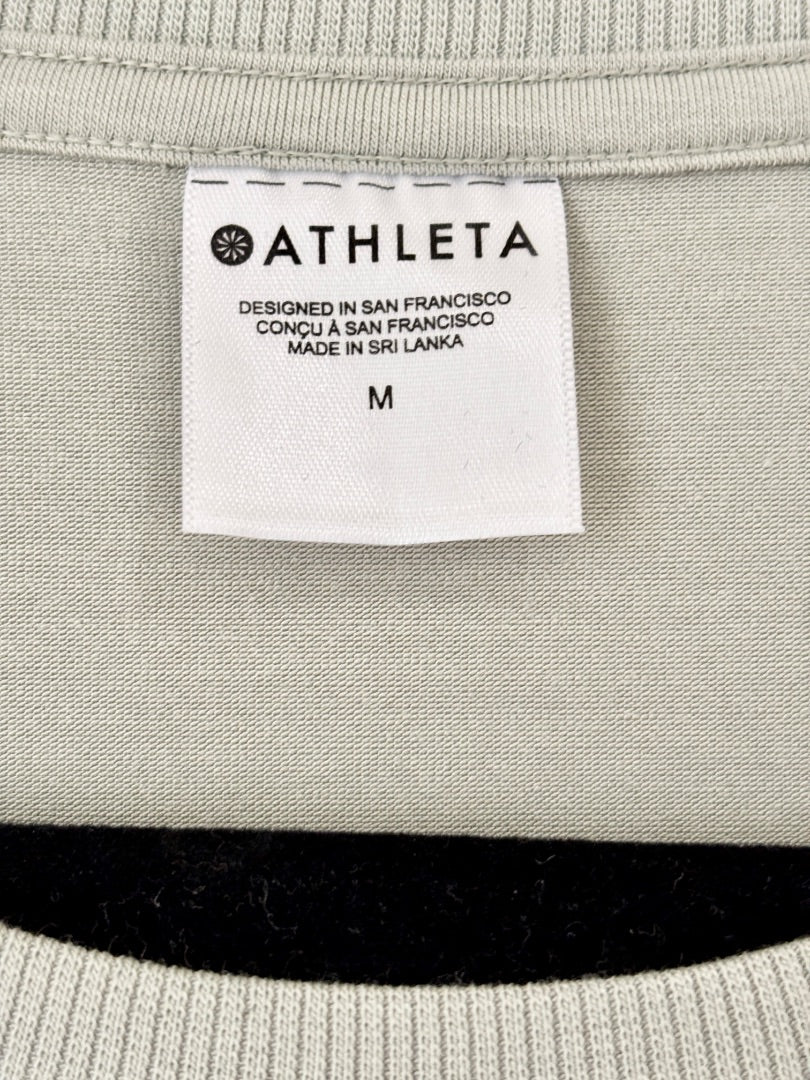 ATHLETA
DESIGNED IN SAN FRANCISCO
CONÇU À SAN FRANCISCO
MADE IN SRI LANKA
M